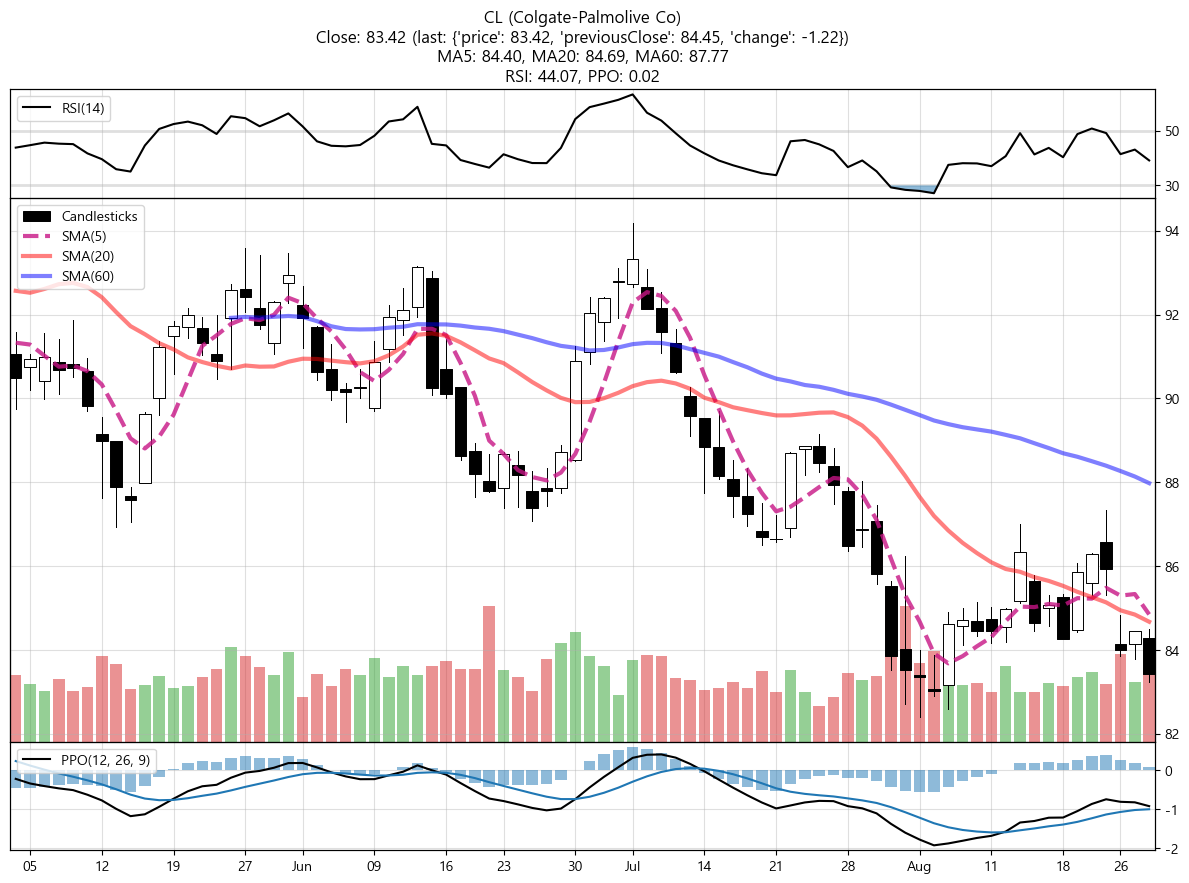 CL (Colgate-Palmolive Co)
Close: 83.42 (last: {'price': 83.42, 'previousClose': 84.45, 'change': -1.22})
MA5: 84.40, MA20: 84.69, MA60: 87.77
RSI: 44.07, PPO: 0.02
RSI(14)
50
30
Candlesticks
SMA(5)
SMA(20)
SMA(60)
94
92
90
88
86
84
82
PPO(12, 26, 9)
0
-1
-2
05 12 19 27 Jun 09 16 23 30 Jul 14 21 28 Aug 11 18 26